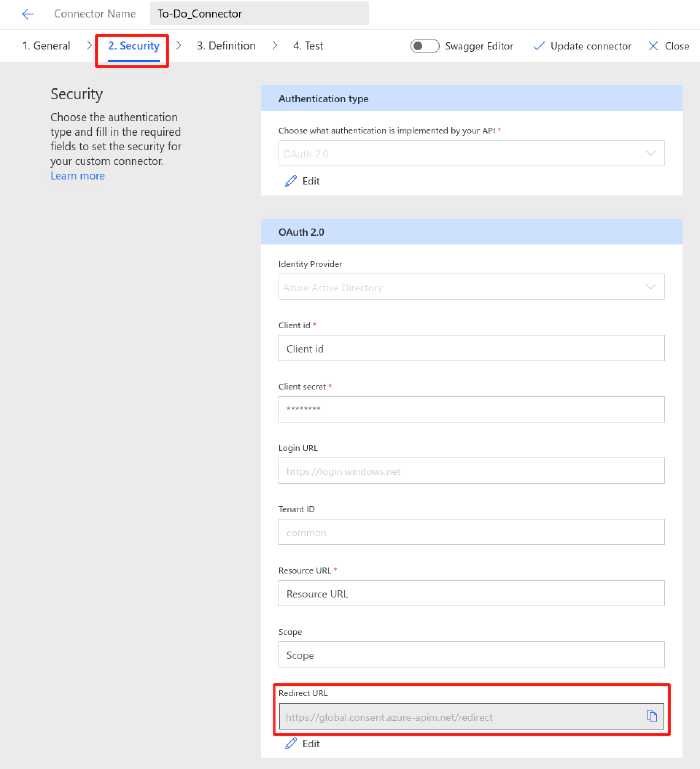 Connector Name To-Do_Connector
1. General 2. Security 3. Definition 4. Test Swagger Editor Update connector Close
Security
Choose the authentication
type and fill in the required
fields to set the security for
your custom connector.
Learn more
Authentication type
Choose what authentication is implemented by your API *
OAuth 2.0
Edit
OAuth 2.0
Identity Provider
Azure Active Directory
Client id *
Client id
Client secret *
********
Login URL
https://login.windows.net
Tenant ID
common
Resource URL *
Resource URL
Scope
Scope
Redirect URL
https://global.consent.azure-apim.net/redirect
Edit